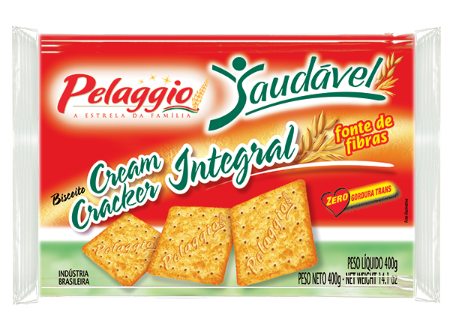 Pelaggio
A ESTRELA DA FAMÍLIA
Saudável
fonte de
fibras
Biscoito Cream
Cracker Integral
ZERO GORDURA TRANS
Pelaggio
Pelaggio
Pelaggio
INDÚSTRIA
BRASILEIRA
PESO LÍQUIDO 400g
PESO NETO 400g - NET WEIGHT 14.1 oz